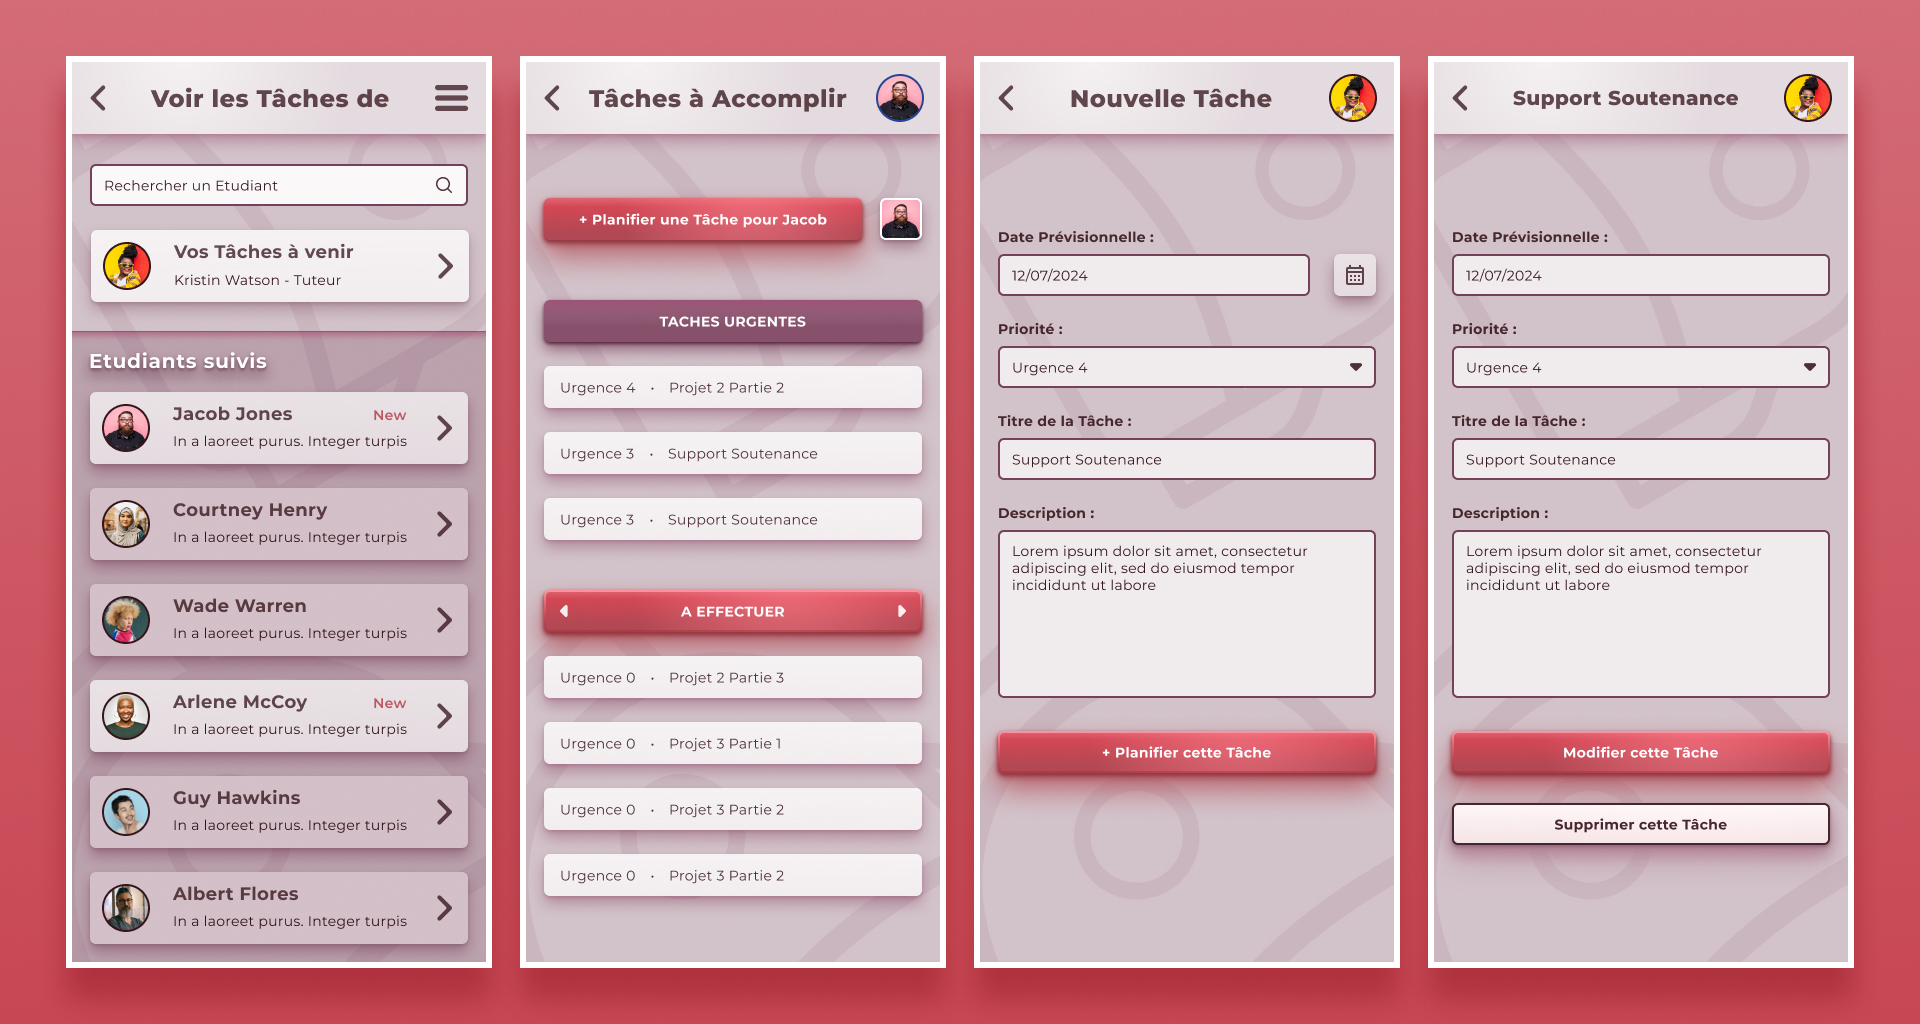 Voir les Tâches de
Rechercher un Etudiant
Vos Tâches à venir
Kristin Watson - Tuteur
Etudiants suivis
Jacob Jones
New
In a laoreet purus. Integer turpis
Courtney Henry
In a laoreet purus. Integer turpis
Wade Warren
In a laoreet purus. Integer turpis
Arlene McCoy
New
In a laoreet purus. Integer turpis
Guy Hawkins
In a laoreet purus. Integer turpis
Albert Flores
In a laoreet purus. Integer turpis
Tâches à Accomplir
+ Planifier une Tâche pour Jacob
TACHES URGENTES
Urgence 4 • Projet 2 Partie 2
Urgence 3 • Support Soutenance
Urgence 3 • Support Soutenance
A EFFECTUER
Urgence 0 • Projet 2 Partie 3
Urgence 0 • Projet 3 Partie 1
Urgence 0 • Projet 3 Partie 2
Urgence 0 • Projet 3 Partie 2
Nouvelle Tâche
Date Prévisionnelle :
12/07/2024
Priorité :
Urgence 4
Titre de la Tâche :
Support Soutenance
Description :
Lorem ipsum dolor sit amet, consectetur
adipiscing elit, sed do eiusmod tempor
incididunt ut labore
+ Planifier cette Tâche
Support Soutenance
Date Prévisionnelle :
12/07/2024
Priorité :
Urgence 4
Titre de la Tâche :
Support Soutenance
Description :
Lorem ipsum dolor sit amet, consectetur
adipiscing elit, sed do eiusmod tempor
incididunt ut labore
Modifier cette Tâche
Supprimer cette Tâche